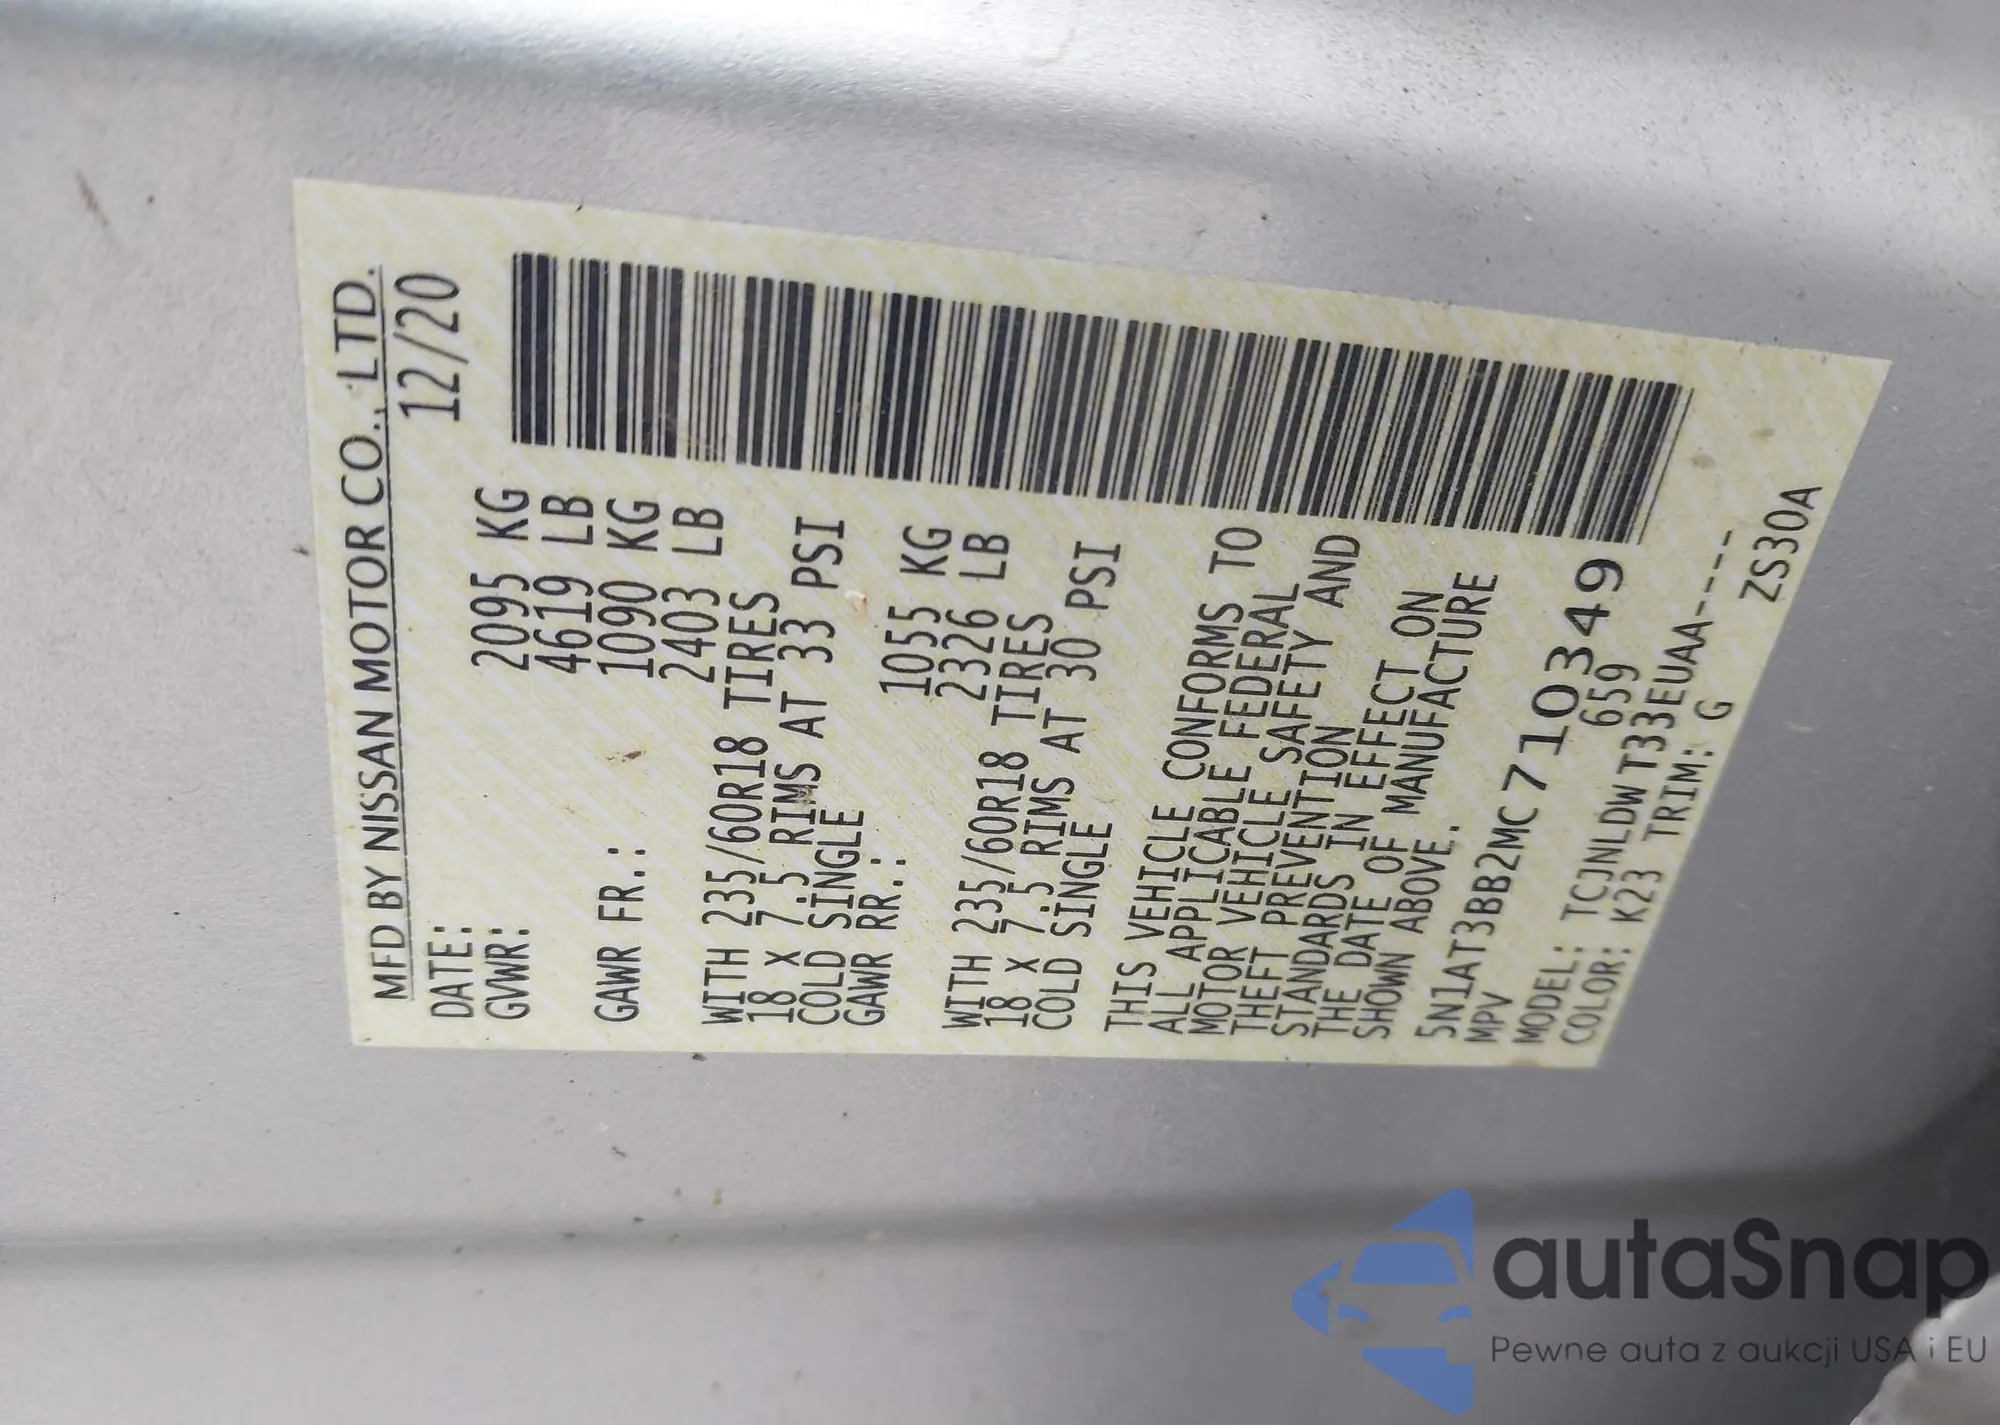 MFD BY NISSAN MOTOR CO., LTD.
DATE: 12/20
GVWR: 2095 KG
4619 LB
GAWR FR.: 1090 KG
2403 LB
WITH 235/60R18 TIRES
18 X 7.5 RIMS AT 33 PSI
COLD SINGLE
GAWR RR.: 1055 KG
2326 LB
WITH 235/60R18 TIRES
18 X 7.5 RIMS AT 30 PSI
COLD SINGLE
THIS VEHICLE CONFORMS TO
ALL APPLICABLE FEDERAL
MOTOR VEHICLE SAFETY AND
THEFT PREVENTION
STANDARDS IN EFFECT ON
THE DATE OF MANUFACTURE
SHOWN ABOVE.
5N1AT3BB2MC710349
MPV 659
MODEL: TCJNLDWT33EUAA-----
COLOR: K23 TRIM: G
ZS30A
autaSnap
Pewne auta z aukcji USA i EU